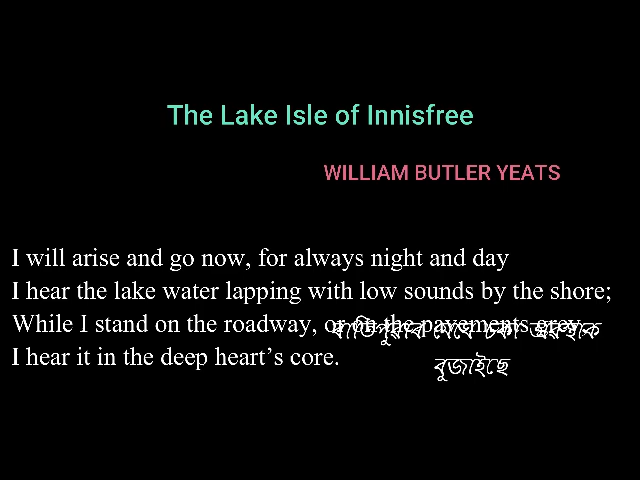 The Lake Isle of Innisfree
WILLIAM BUTLER YEATS
I will arise and go now, for always night and day
I hear the lake water lapping with low sounds by the shore;
While I stand on the roadway, or on the pavements grey,
I hear it in the deep heart’s core.
অৱস্থাক
বুজাইছে